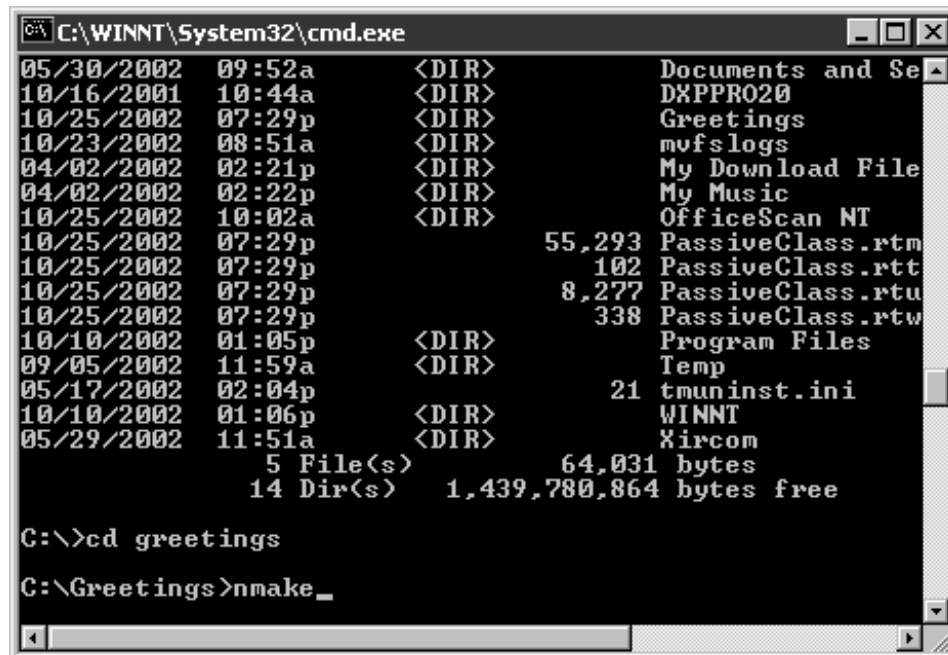 C:\WINNT\System32\cmd.exe
05/30/2002  09:52a      <DIR>          Documents and Se
10/16/2001  10:44a      <DIR>          DXPPRO20
10/25/2002  07:29p      <DIR>          Greetings
10/23/2002  08:51a      <DIR>          mvfslogs
04/02/2002  02:21p      <DIR>          My Download File
04/02/2002  02:22p      <DIR>          My Music
10/25/2002  10:02a      <DIR>          OfficeScan NT
10/25/2002  07:29p              55,293 PassiveClass.rtm
10/25/2002  07:29p                 102 PassiveClass.rtt
10/25/2002  07:29p               8,277 PassiveClass.rtu
10/25/2002  07:29p                 338 PassiveClass.rtw
10/10/2002  01:05p      <DIR>          Program Files
09/05/2002  11:59a      <DIR>          Temp
05/17/2002  02:04p                  21 tmuninst.ini
10/10/2002  01:06p      <DIR>          WINNT
05/29/2002  11:51a      <DIR>          Xircom
               5 File(s)         64,031 bytes
              14 Dir(s)   1,439,780,864 bytes free
C:\>cd greetings
C:\Greetings>nmake_